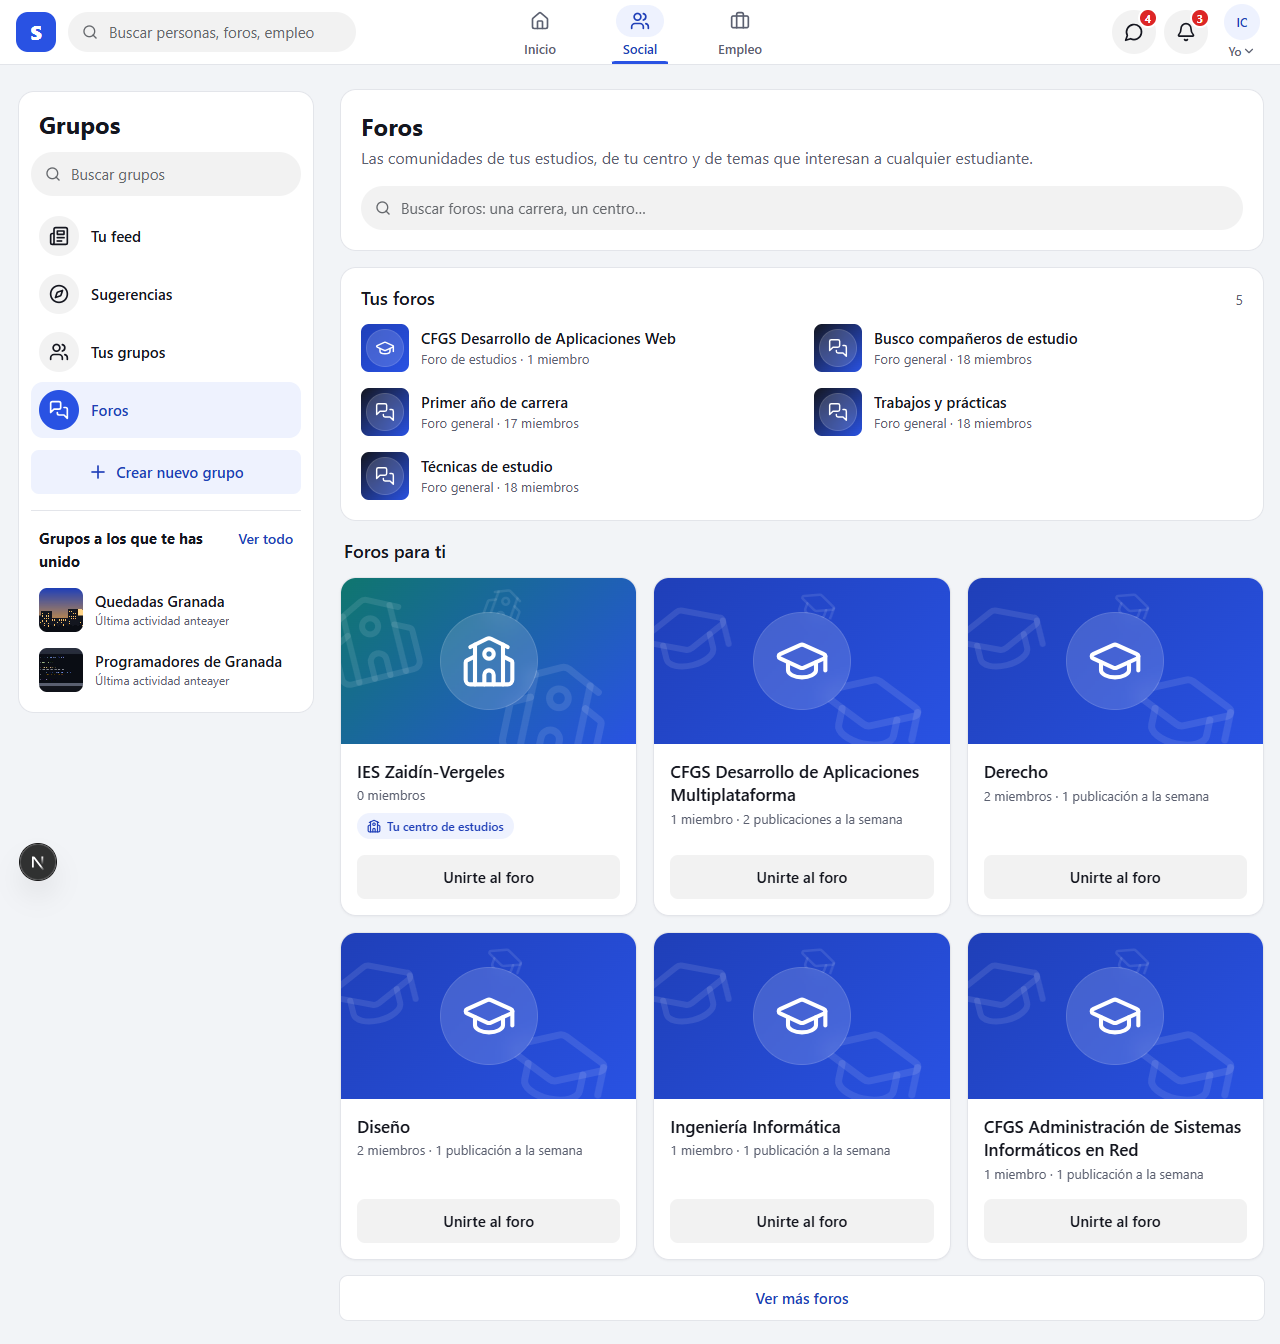 S
Buscar personas, foros, empleo
Inicio
Social
Empleo
4
3
IC
Yo
Grupos
Buscar grupos
Tu feed
Sugerencias
Tus grupos
Foros
Crear nuevo grupo
Grupos a los que te has unido
Ver todo
Quedadas Granada
Última actividad anteayer
Programadores de Granada
Última actividad anteayer
N
Foros
Las comunidades de tus estudios, de tu centro y de temas que interesan a cualquier estudiante.
Buscar foros: una carrera, un centro...
Tus foros
5
CFGS Desarrollo de Aplicaciones Web
Foro de estudios · 1 miembro
Busco compañeros de estudio
Foro general · 18 miembros
Primer año de carrera
Foro general · 17 miembros
Trabajos y prácticas
Foro general · 18 miembros
Técnicas de estudio
Foro general · 18 miembros
Foros para ti
IES Zaidín-Vergeles
0 miembros
Tu centro de estudios
Unirte al foro
CFGS Desarrollo de Aplicaciones
Multiplataforma
1 miembro · 2 publicaciones a la semana
Unirte al foro
Derecho
2 miembros · 1 publicación a la semana
Unirte al foro
Diseño
2 miembros · 1 publicación a la semana
Unirte al foro
Ingeniería Informática
1 miembro · 1 publicación a la semana
Unirte al foro
CFGS Administración de Sistemas
Informáticos en Red
1 miembro · 1 publicación a la semana
Unirte al foro
Ver más foros